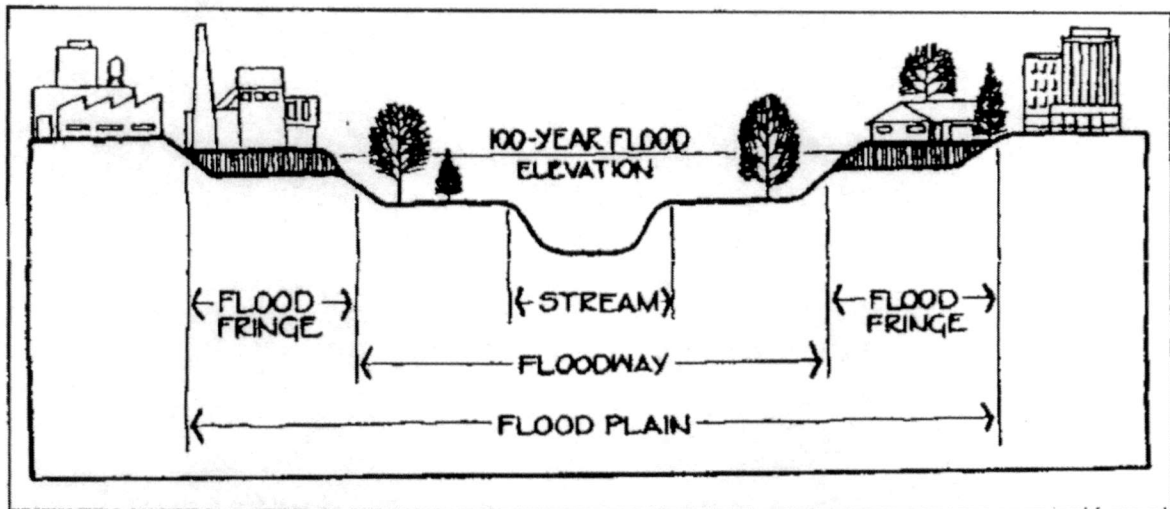 100-YEAR FLOOD
ELEVATION
FLOOD
FRINGE
STREAM
FLOOD
FRINGE
FLOODWAY
FLOOD PLAIN